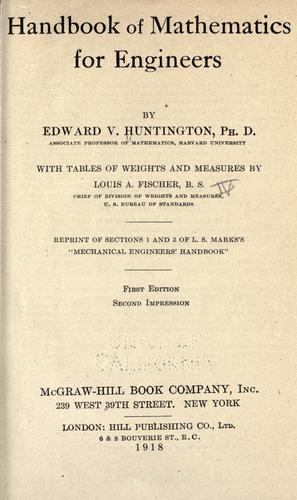 Handbook of Mathematics
for Engineers
BY
EDWARD V. HUNTINGTON, PH. D.
ASSOCIATE PROFESSOR OF MATHEMATICS, HARVARD UNIVERSITY
WITH TABLES OF WEIGHTS AND MEASURES BY
LOUIS A. FISCHER, B. S.
CHIEF OF DIVISION OF WEIGHTS AND MEASURES,
U. S. BUREAU OF STANDARDS
REPRINT OF SECTIONS 1 AND 2 OF L. S. MARKS'S
"MECHANICAL ENGINEERS' HANDBOOK"
FIRST EDITION
SECOND IMPRESSION
CALIFORNIA
MCGRAW-HILL BOOK COMPANY, INC.
239 WEST 39TH STREET. NEW YORK
LONDON: HILL PUBLISHING CO., LTD.
6 & 8 BOUVERIE ST., E. C.
1918